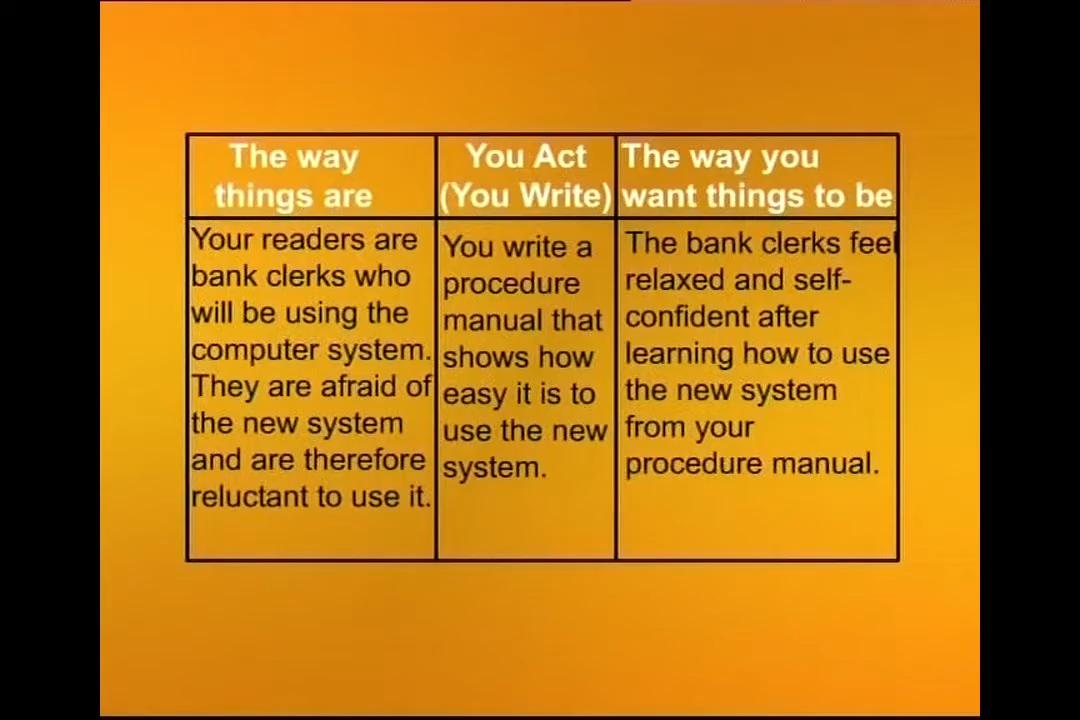 The way
things are
You Act
(You Write)
The way you
want things to be
Your readers are
bank clerks who
will be using the
computer system.
They are afraid of
the new system
and are therefore
reluctant to use it.
You write a
procedure
manual that
shows how
easy it is to
use the new
system.
The bank clerks feel
relaxed and self-
confident after
learning how to use
the new system
from your
procedure manual.